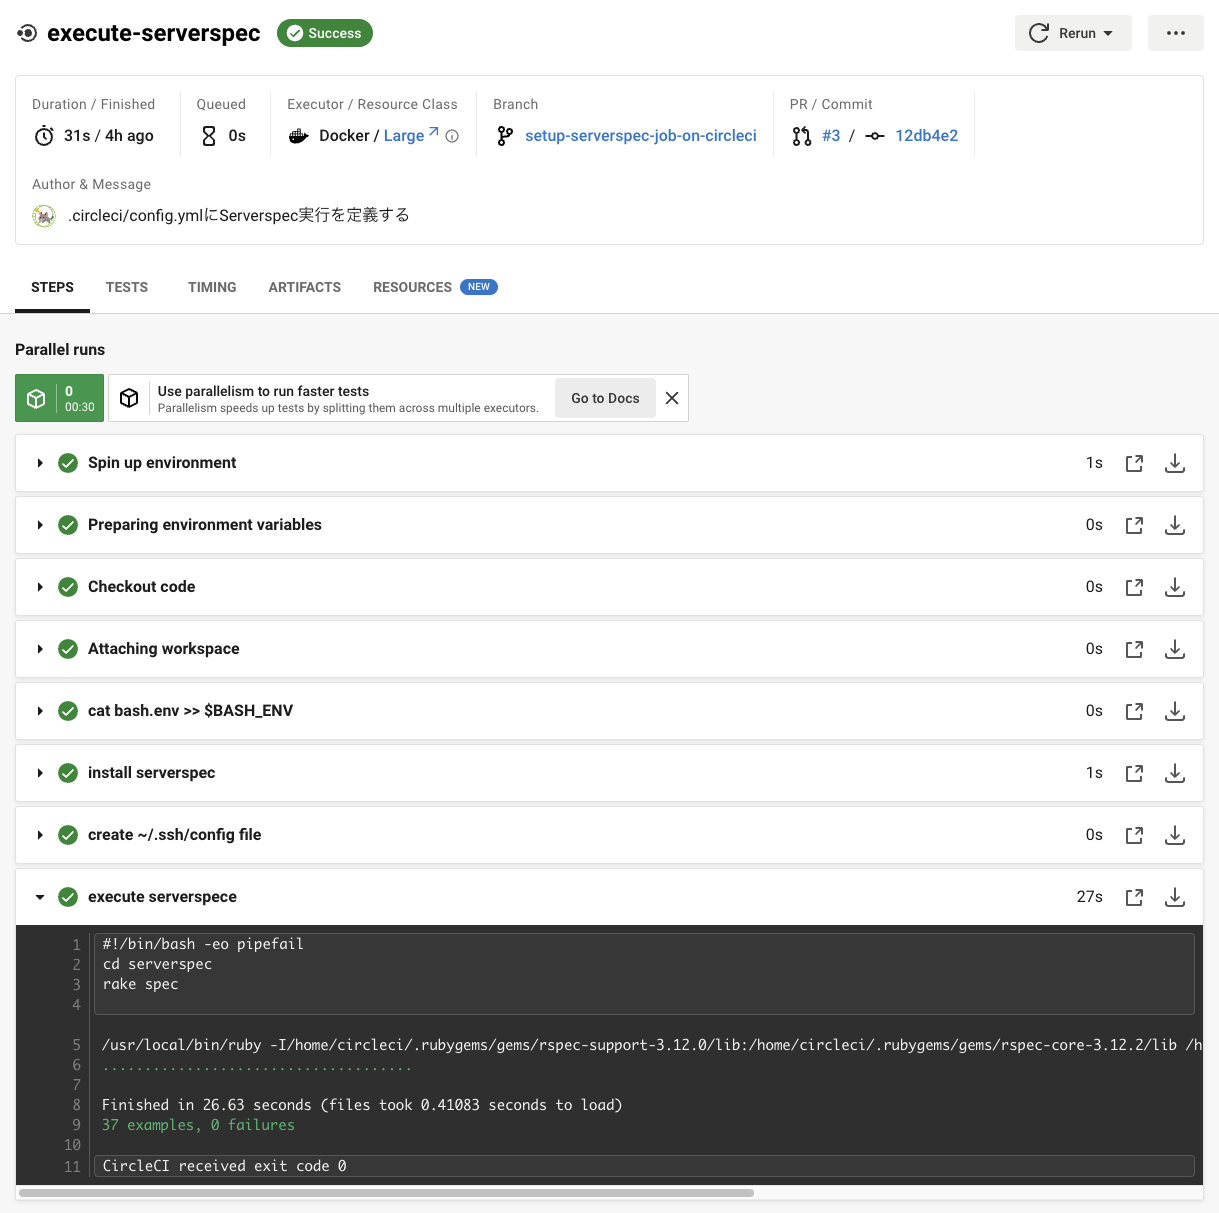 execute-serverspec Success Rerun
Duration / Finished Queued Executor / Resource Class Branch PR / Commit
31s / 4h ago 0s Docker / Large setup-serverspec-job-on-circleci #3 / 12db4e2
Author & Message
.circleci/config.ymlにServerspec実行を定義する
STEPS TESTS TIMING ARTIFACTS RESOURCES NEW
Parallel runs
0
00:30
Use parallelism to run faster tests
Parallelism speeds up tests by splitting them across multiple executors.
Go to Docs
Spin up environment 1s
Preparing environment variables 0s
Checkout code 0s
Attaching workspace 0s
cat bash.env >> $BASH_ENV 0s
install serverspec 1s
create ~/.ssh/config file 0s
execute serverspece 27s
1 #!/bin/bash -eo pipefail
2 cd serverspec
3 rake spec
4
5 /usr/local/bin/ruby -I/home/circleci/.rubygems/gems/rspec-support-3.12.0/lib:/home/circleci/.rubygems/gems/rspec-core-3.12.2/lib /h
6 .....................................
7
8 Finished in 26.63 seconds (files took 0.41083 seconds to load)
9 37 examples, 0 failures
10
11 CircleCI received exit code 0